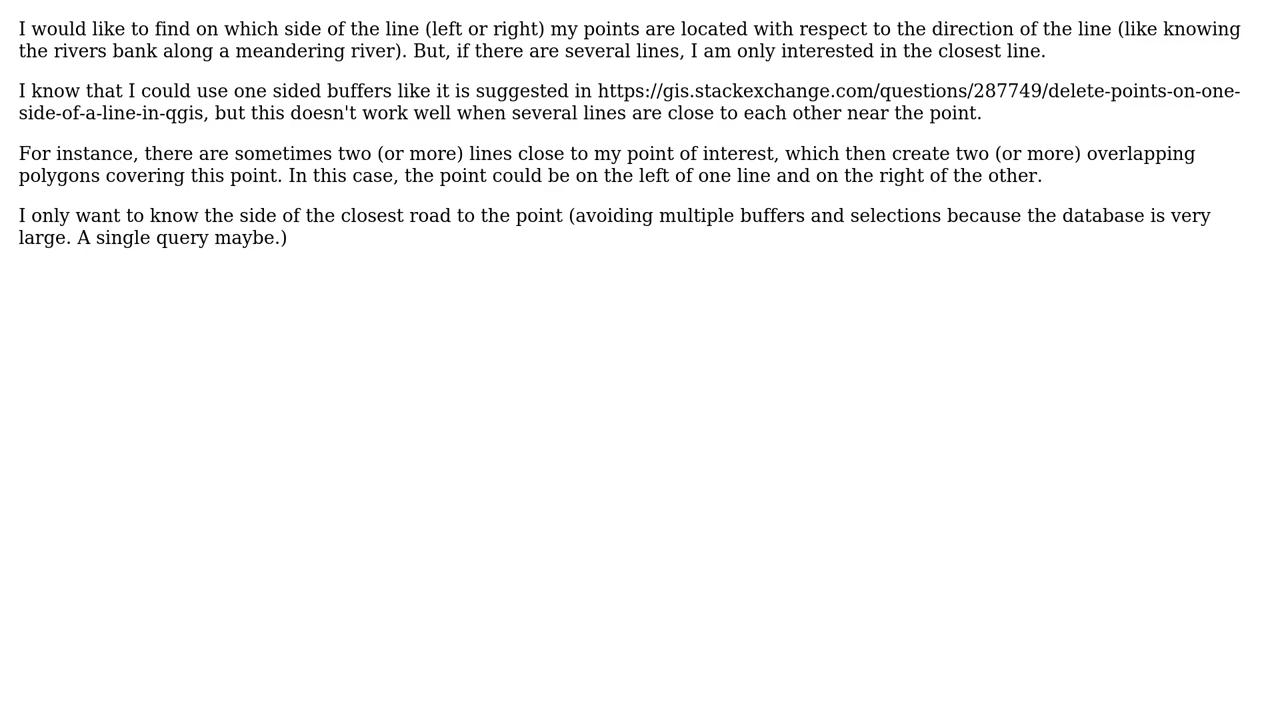 I would like to find on which side of the line (left or right) my points are located with respect to the direction of the line (like knowing
the rivers bank along a meandering river). But, if there are several lines, I am only interested in the closest line.
I know that I could use one sided buffers like it is suggested in https://gis.stackexchange.com/questions/287749/delete-points-on-one-
side-of-a-line-in-qgis, but this doesn't work well when several lines are close to each other near the point.
For instance, there are sometimes two (or more) lines close to my point of interest, which then create two (or more) overlapping
polygons covering this point. In this case, the point could be on the left of one line and on the right of the other.
I only want to know the side of the closest road to the point (avoiding multiple buffers and selections because the database is very
large. A single query maybe.)